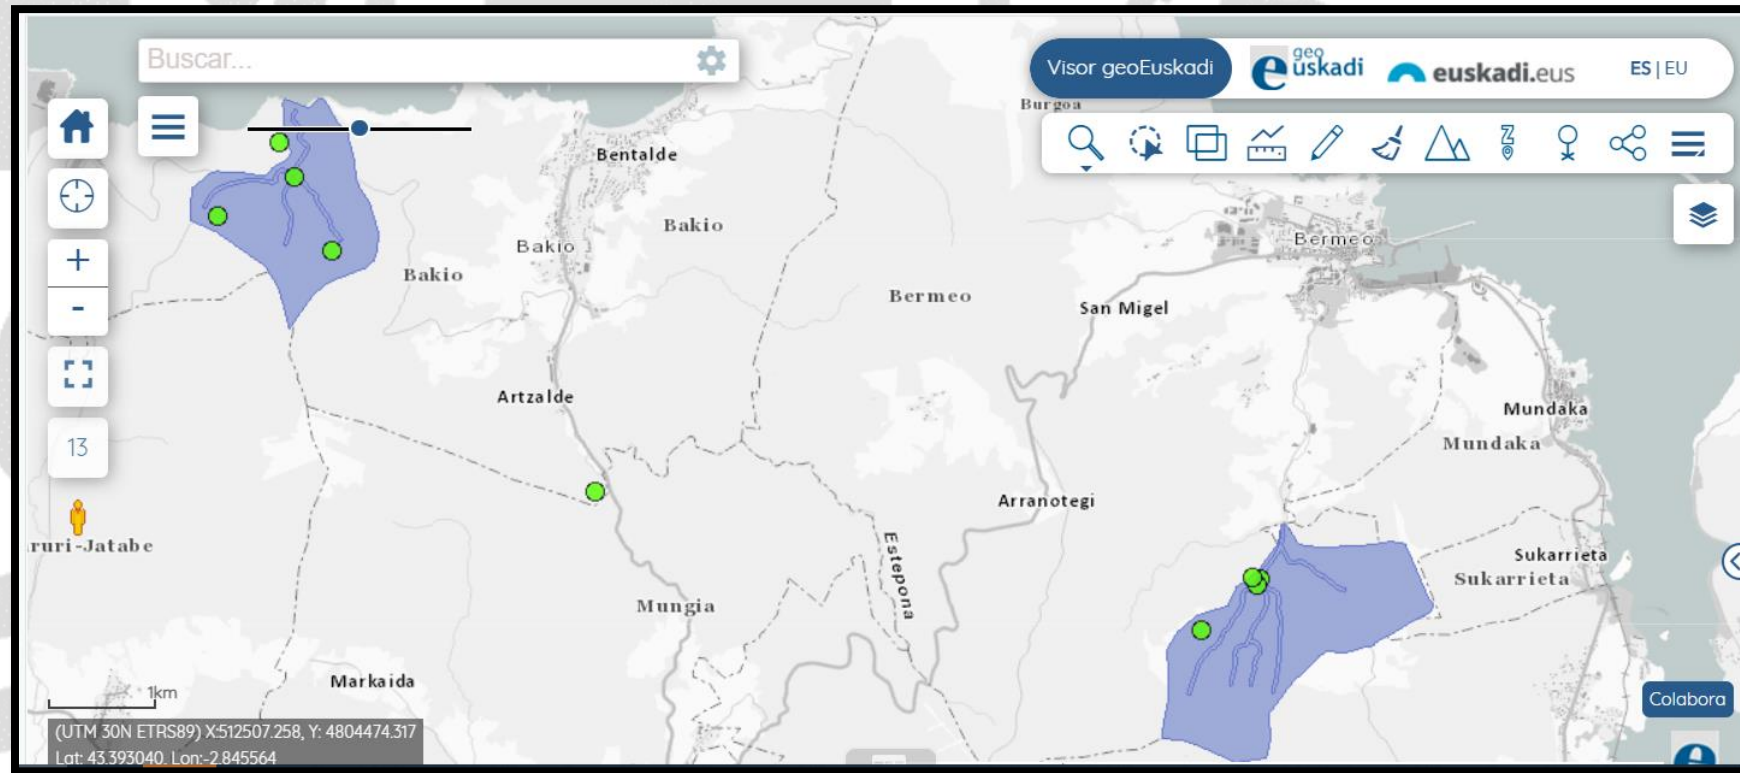 Buscar...
Visor geoEuskadi
geo
euskadi
euskadi.eus
ES | EU
Burgoa
Bentalde
Bakio
Bakio
Bakio
Bermeo
Bermeo
San Migel
Artzalde
Mundaka
Mundaka
13
Arranotegi
ruri-Jatabe
Estepona
Sukarrieta
Sukarrieta
Mungia
Markaida
1km
Colabora
(UTM 30N ETRS89) X:512507.258, Y: 4804474.317
Lat: 43.393040, Lon:-2.845564